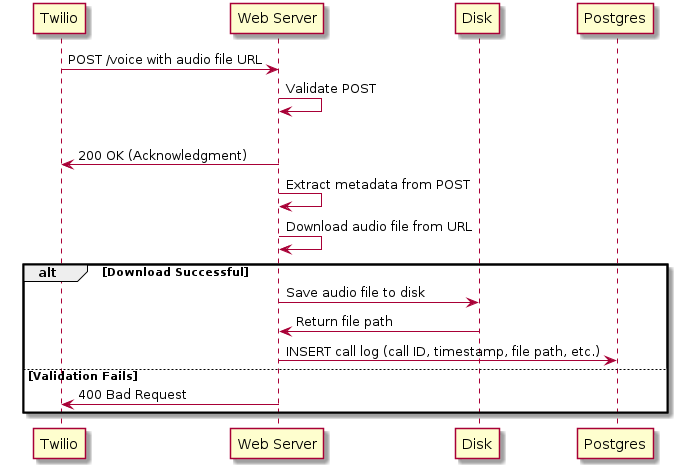 Twilio Web Server Disk Postgres
POST /voice with audio file URL
Validate POST
200 OK (Acknowledgment)
Extract metadata from POST
Download audio file from URL
alt [Download Successful]
Save audio file to disk
Return file path
INSERT call log (call ID, timestamp, file path, etc.)
[Validation Fails]
400 Bad Request
Twilio Web Server Disk Postgres